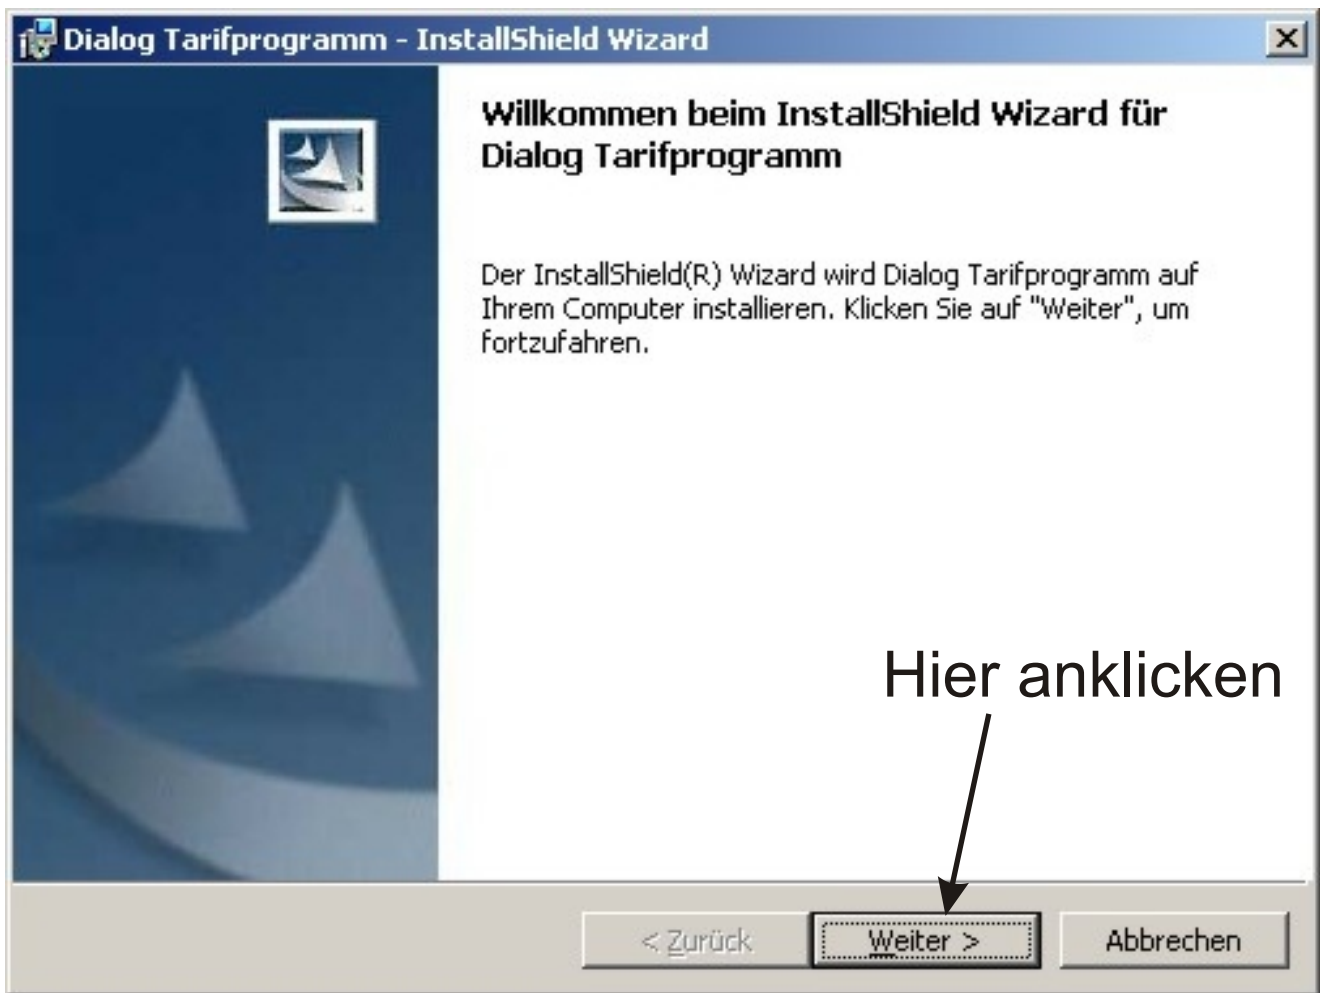 Dialog Tarifprogramm - InstallShield Wizard
Willkommen beim InstallShield Wizard für
Dialog Tarifprogramm
Der InstallShield(R) Wizard wird Dialog Tarifprogramm auf
Ihrem Computer installieren. Klicken Sie auf "Weiter", um
fortzufahren.
Hier anklicken
< Zurück Weiter > Abbrechen